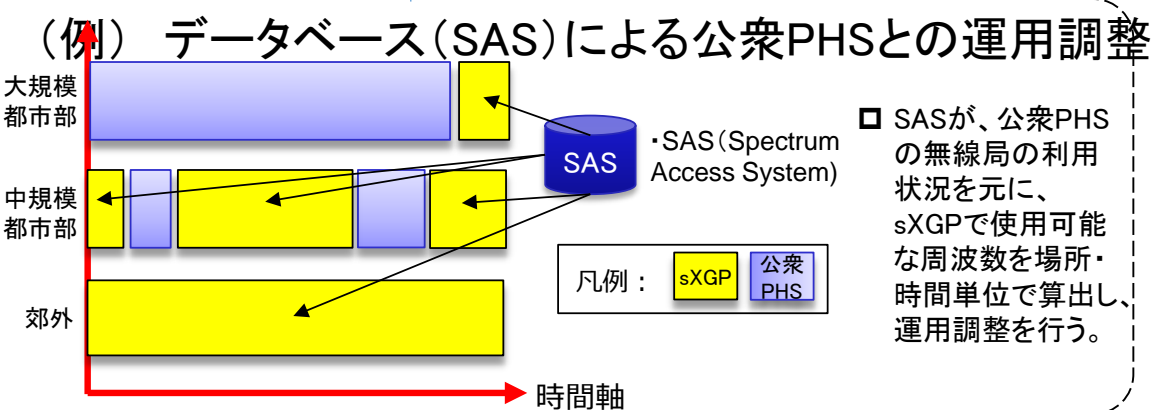 （例） データベース（SAS）による公衆PHSとの運用調整
大規模
都市部
中規模
都市部
郊外
SAS
・SAS（Spectrum
Access System）
凡例：
sXGP
公衆
PHS
時間軸
SASが、公衆PHS
の無線局の利用
状況を元に、
sXGPで使用可能
な周波数を場所・
時間単位で算出し、
運用調整を行う。